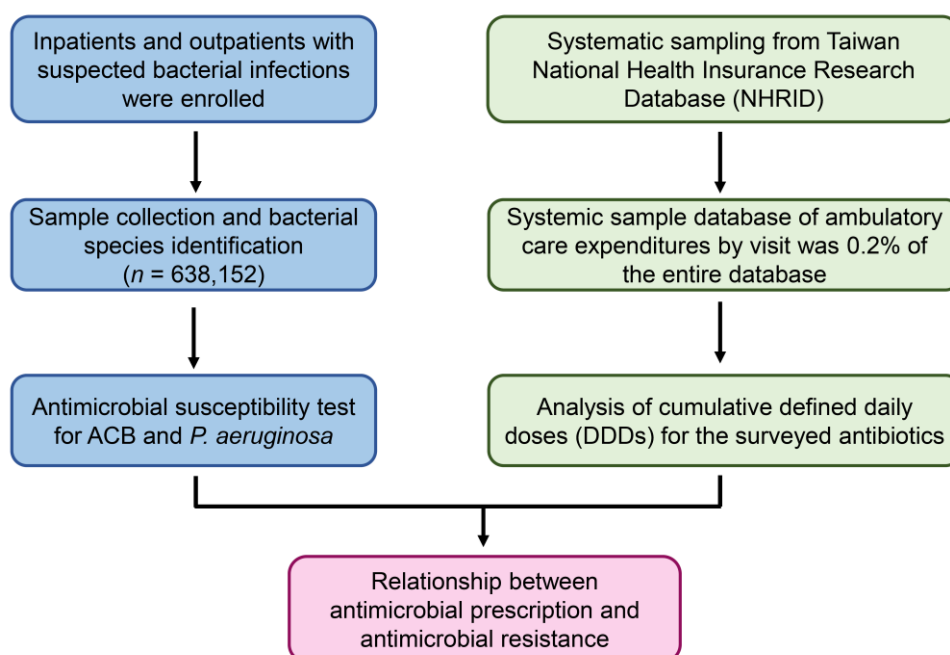 Inpatients and outpatients with
suspected bacterial infections
were enrolled
Systematic sampling from Taiwan
National Health Insurance Research
Database (NHRID)
Sample collection and bacterial
species identification
(n = 638,152)
Systemic sample database of ambulatory
care expenditures by visit was 0.2% of
the entire database
Antimicrobial susceptibility test
for ACB and P. aeruginosa
Analysis of cumulative defined daily
doses (DDDs) for the surveyed antibiotics
Relationship between
antimicrobial prescription and
antimicrobial resistance